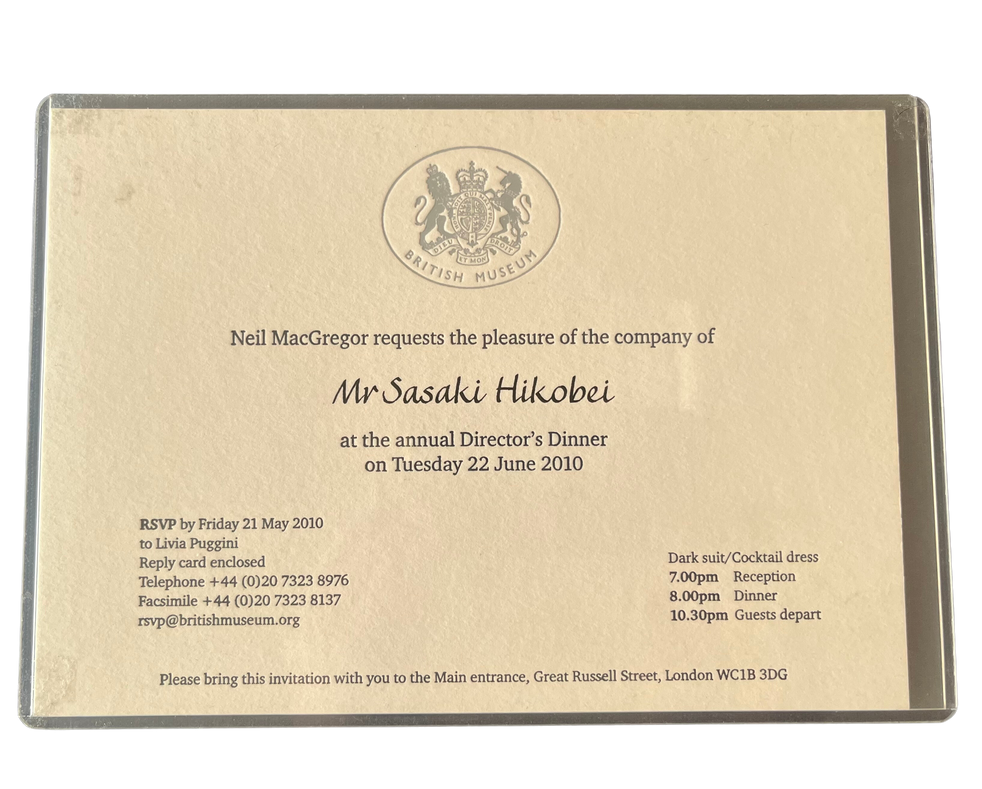 DIEU ET MON DROIT
BRITISH MUSEUM
Neil MacGregor requests the pleasure of the company of
Mr Sasaki Hikobei
at the annual Director's Dinner
on Tuesday 22 June 2010
RSVP by Friday 21 May 2010
to Livia Puggini
Reply card enclosed
Telephone +44 (0)20 7323 8976
Facsimile +44 (0)20 7323 8137
rsvp@britishmuseum.org
Dark suit/Cocktail dress
7.00pm Reception
8.00pm Dinner
10.30pm Guests depart
Please bring this invitation with you to the Main entrance, Great Russell Street, London WC1B 3DG